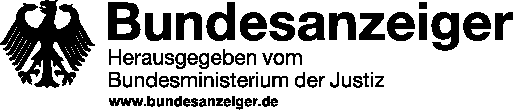 Bundesanzeiger
Herausgegeben vom
Bundesministerium der Justiz
www.bundesanzeiger.de